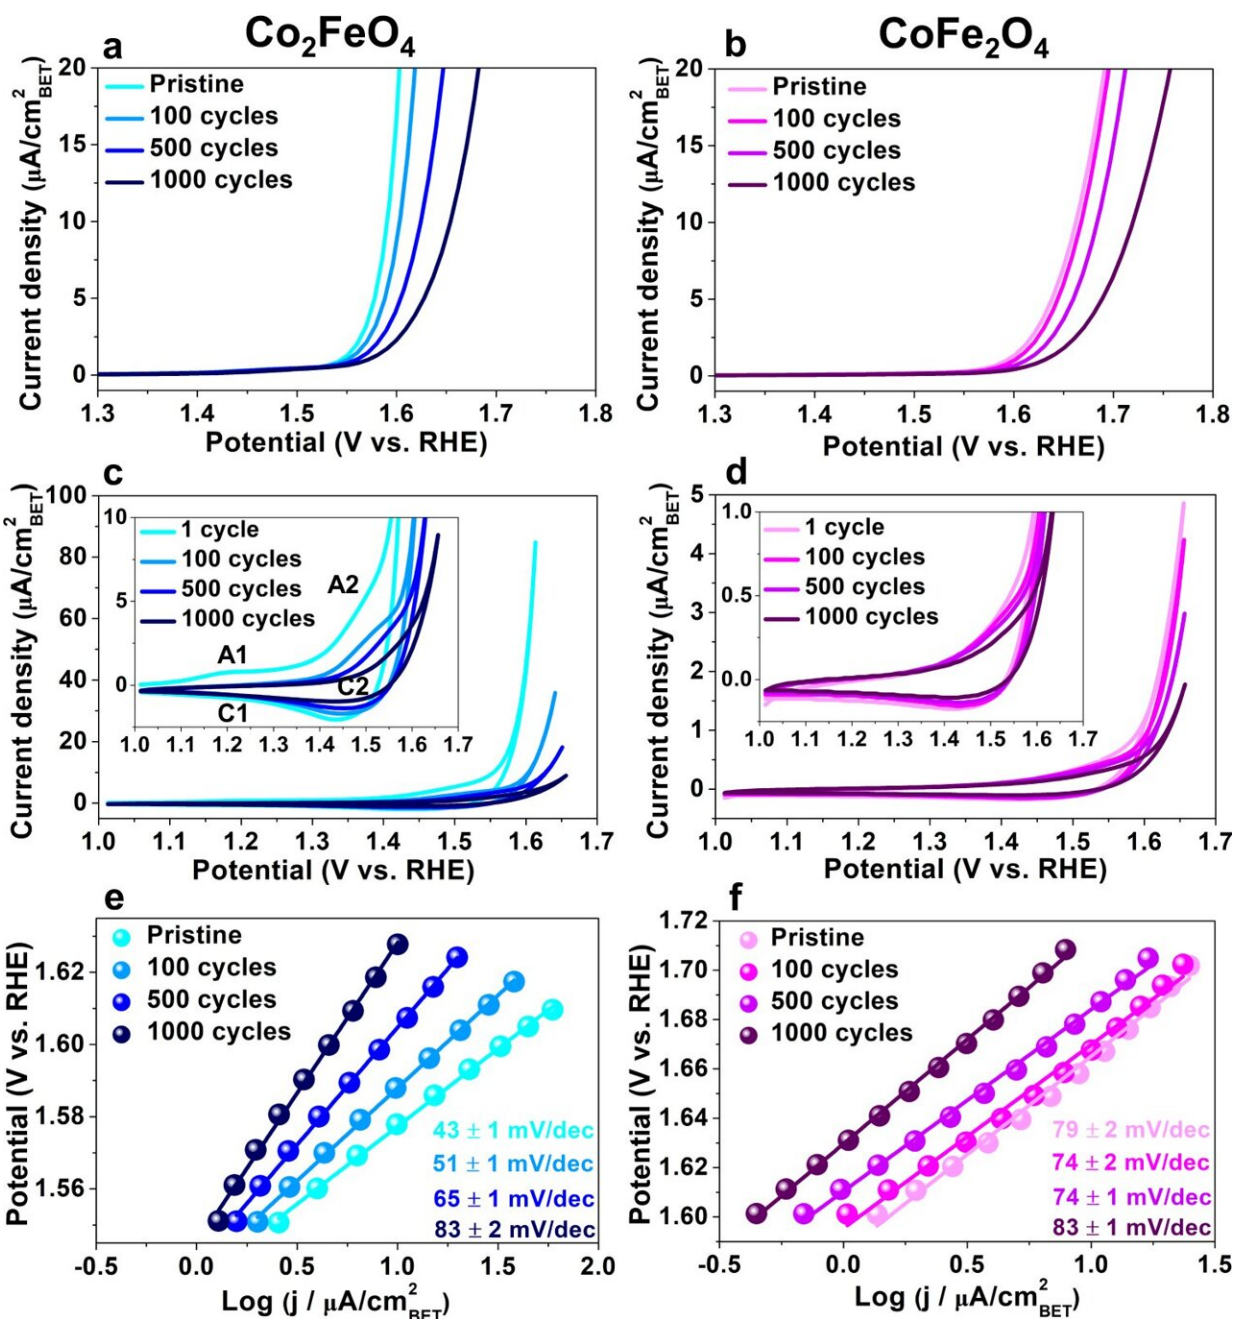 Co₂FeO₄
CoFe₂O₄
a
Current density (μA/cm²BET)
20
15
10
5
0
Pristine
100 cycles
500 cycles
1000 cycles
1.3 1.4 1.5 1.6 1.7 1.8
Potential (V vs. RHE)
b
Current density (μA/cm²BET)
20
15
10
5
0
Pristine
100 cycles
500 cycles
1000 cycles
1.3 1.4 1.5 1.6 1.7 1.8
Potential (V vs. RHE)
c
Current density (μA/cm²BET)
100
80
60
40
20
0
10
5
0
1 cycle
100 cycles
500 cycles
1000 cycles
A2
A1
C2
C1
1.0 1.1 1.2 1.3 1.4 1.5 1.6 1.7
1.0 1.1 1.2 1.3 1.4 1.5 1.6 1.7
Potential (V vs. RHE)
d
Current density (μA/cm²BET)
5
4
3
2
1
0
1.0
0.5
0.0
1 cycle
100 cycles
500 cycles
1000 cycles
1.0 1.1 1.2 1.3 1.4 1.5 1.6 1.7
1.0 1.1 1.2 1.3 1.4 1.5 1.6 1.7
Potential (V vs. RHE)
e
Potential (V vs. RHE)
1.62
1.60
1.58
1.56
Pristine
100 cycles
500 cycles
1000 cycles
43 ± 1 mV/dec
51 ± 1 mV/dec
65 ± 1 mV/dec
83 ± 2 mV/dec
-0.5 0.0 0.5 1.0 1.5 2.0
Log (j / μA/cm²BET)
f
Potential (V vs. RHE)
1.72
1.70
1.68
1.66
1.64
1.62
1.60
Pristine
100 cycles
500 cycles
1000 cycles
79 ± 2 mV/dec
74 ± 2 mV/dec
74 ± 1 mV/dec
83 ± 1 mV/dec
-0.5 0.0 0.5 1.0 1.5
Log (j / μA/cm²BET)